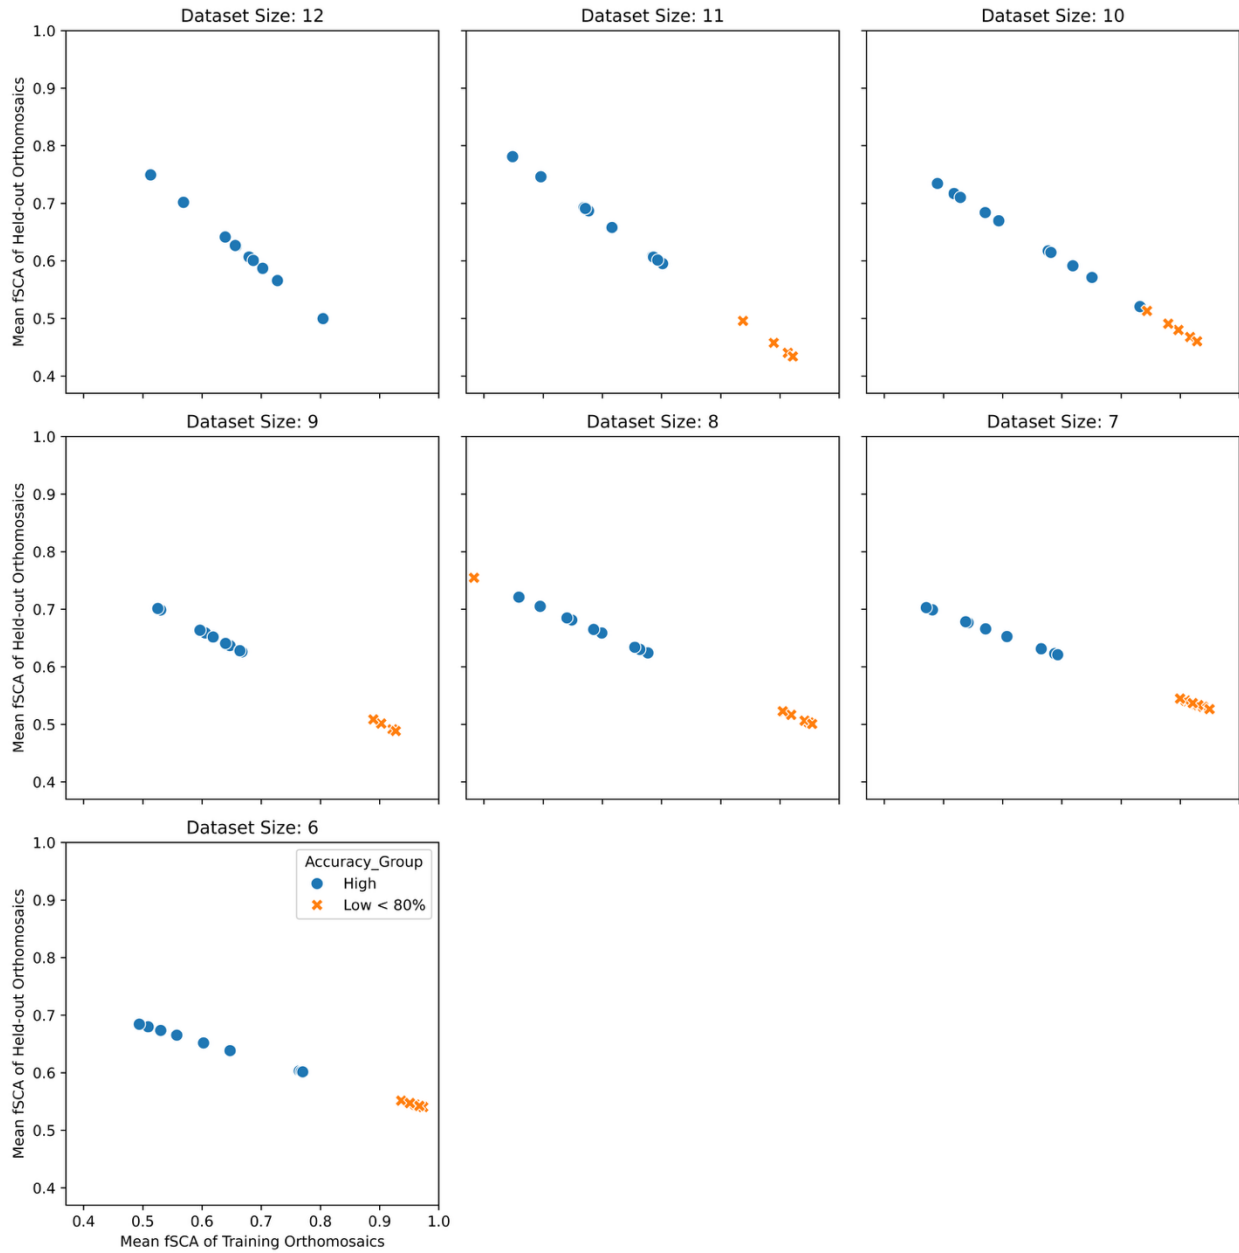 Dataset Size: 12
Dataset Size: 11
Dataset Size: 10
1.0
0.9
0.8
0.7
0.6
0.5
0.4
Mean fSCA of Held-out Orthomosaics
Dataset Size: 9
Dataset Size: 8
Dataset Size: 7
1.0
0.9
0.8
0.7
0.6
0.5
0.4
Mean fSCA of Held-out Orthomosaics
Dataset Size: 6
1.0
0.9
0.8
0.7
0.6
0.5
0.4
Mean fSCA of Held-out Orthomosaics
Accuracy_Group
High
Low < 80%
0.4 0.5 0.6 0.7 0.8 0.9 1.0
Mean fSCA of Training Orthomosaics